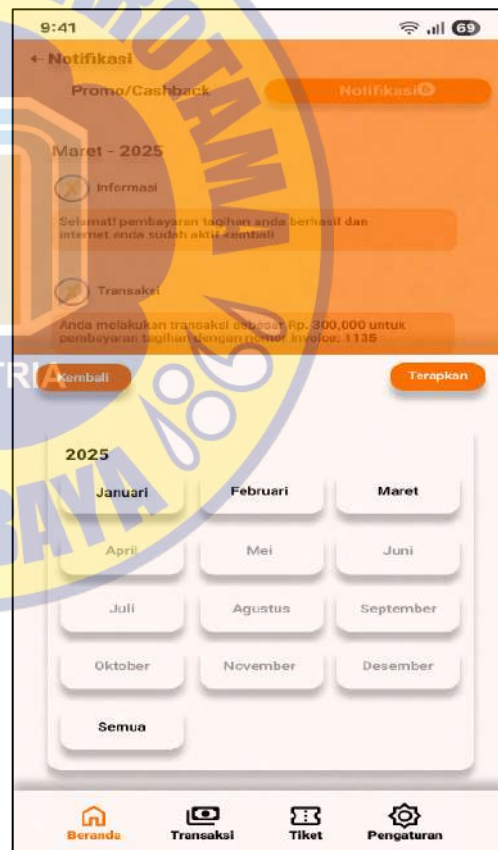 9:41
69
← Notifikasi
Promo/Cashback
Notifikasi
Maret - 2025
Informasi
Selamat! pembayaran tagihan anda berhasil dan
internet anda sudah aktif kembali
Transaksi
Anda melakukan transaksi sebesar Rp. 300,000 untuk
pembayaran tagihan dengan nomor invoice: 1135
Kembali
Terapkan
2025
Januari
Februari
Maret
April
Mei
Juni
Juli
Agustus
September
Oktober
November
Desember
Semua
Beranda
Transaksi
Tiket
Pengaturan